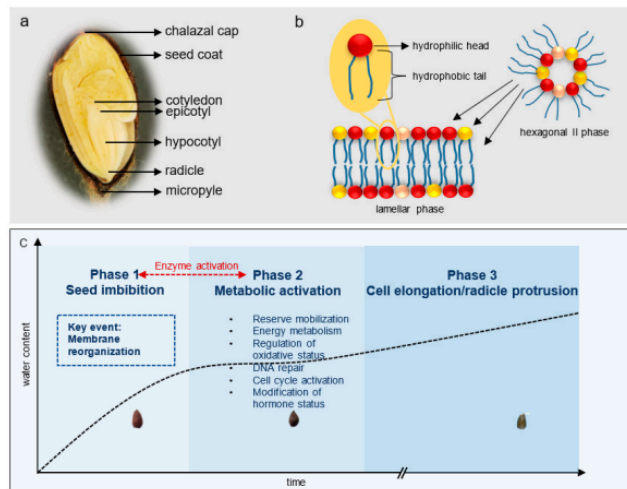 a
chalazal cap
seed coat
cotyledon
epicotyl
hypocotyl
radicle
micropyle
b
hydrophilic head
hydrophobic tail
hexagonal II phase
lamellar phase
c
Enzyme activation
Phase 1
Seed imbibition
Key event:
Membrane
reorganization
Phase 2
Metabolic activation
• Reserve mobilization
• Energy metabolism
• Regulation of
oxidative status
• DNA repair
• Cell cycle activation
• Modification of
hormone status
Phase 3
Cell elongation/radicle protrusion
water content
time